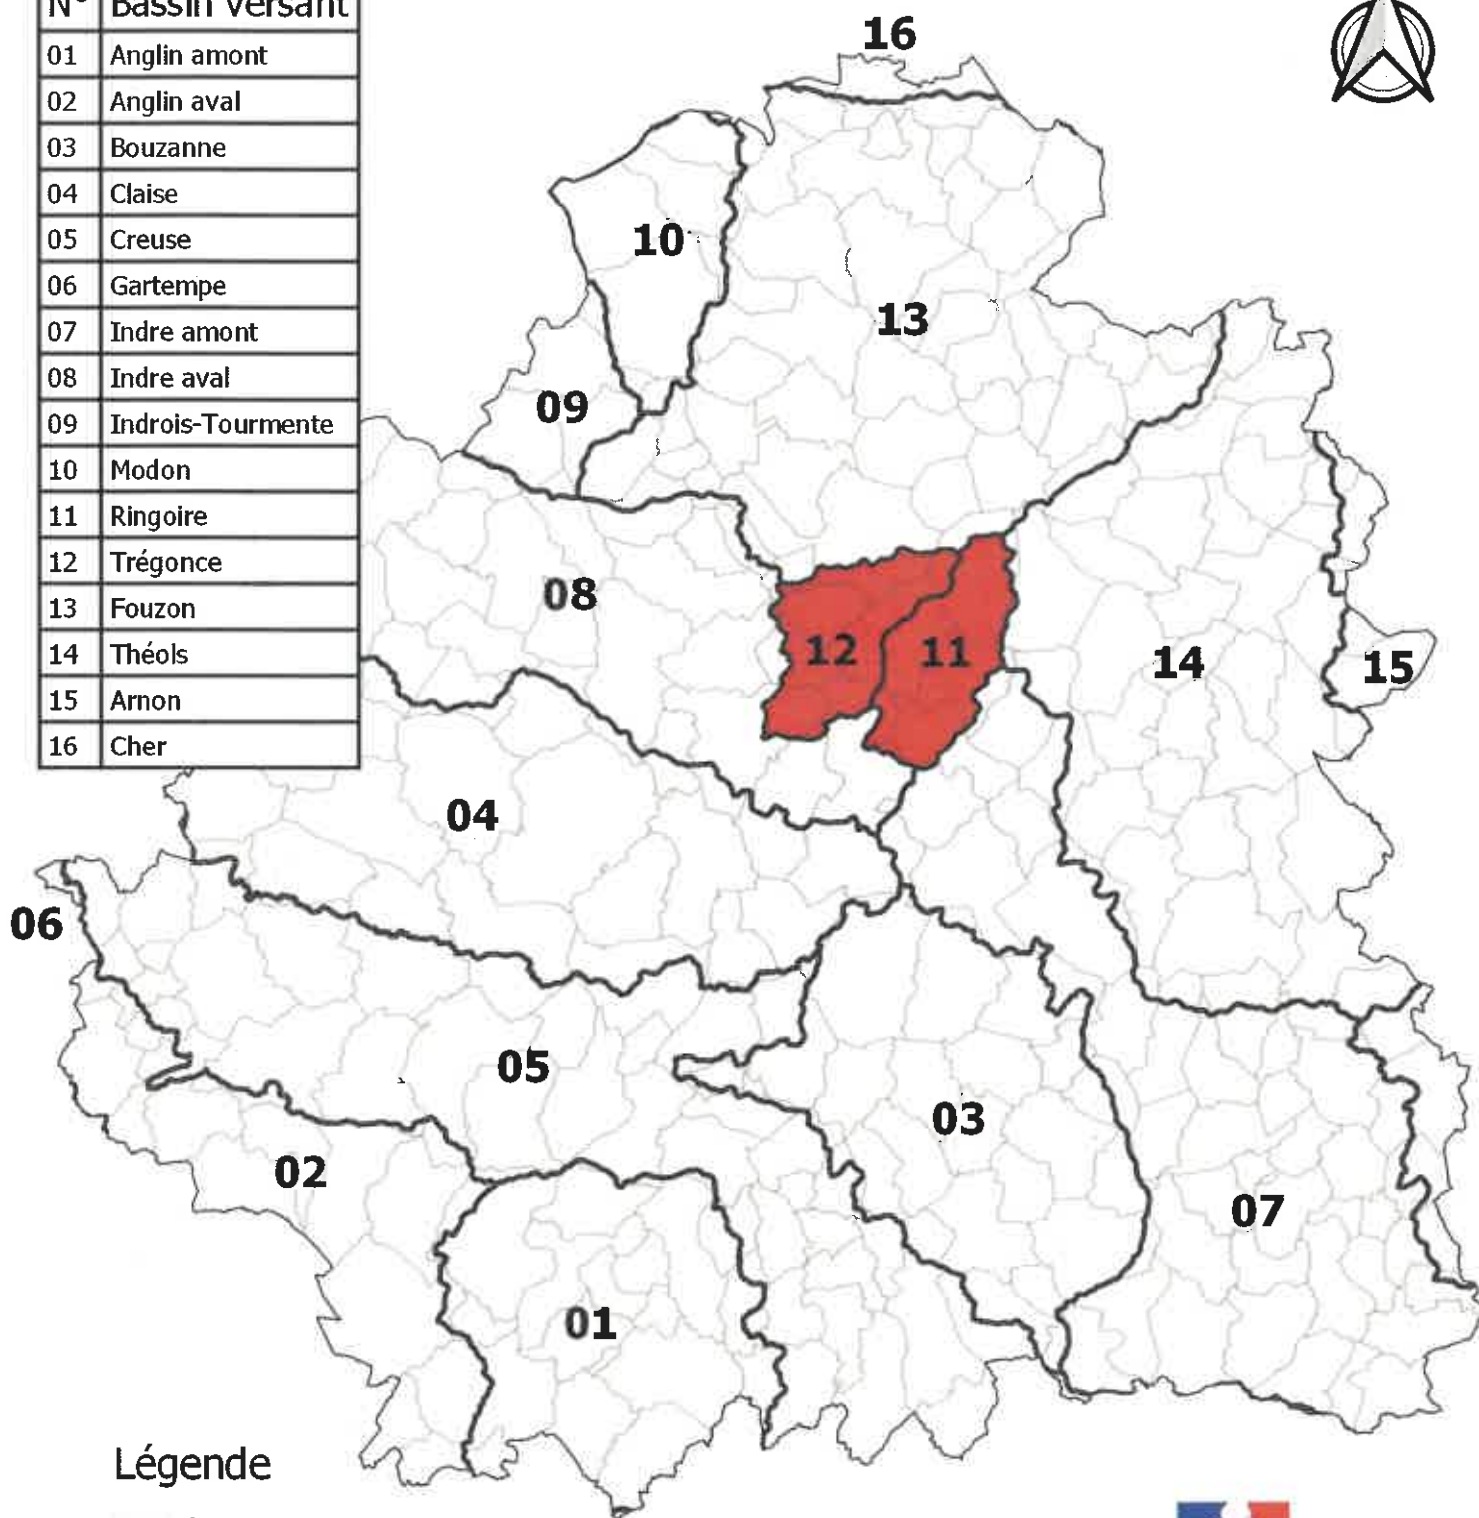 N° Bassin versant
01 Anglin amont
02 Anglin aval
03 Bouzanne
04 Claise
05 Creuse
06 Gartempe
07 Indre amont
08 Indre aval
09 Indrois-Tourmente
10 Modon
11 Ringoire
12 Trégonce
13 Fouzon
14 Théols
15 Arnon
16 Cher
16
10
13
09
08
12
11
14
15
04
06
05
03
02
07
01
Légende